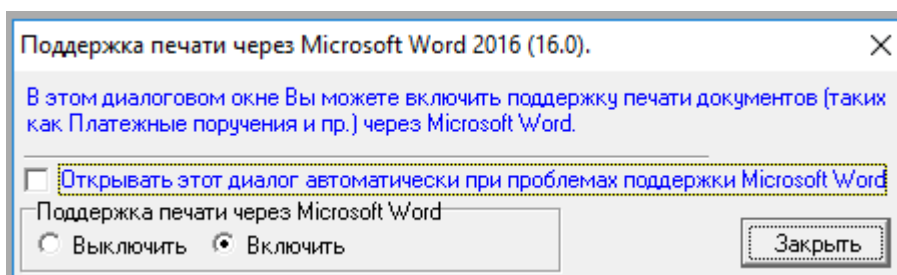 Поддержка печати через Microsoft Word 2016 (16.0).
В этом диалоговом окне Вы можете включить поддержку печати документов (таких
как Платежные поручения и пр.) через Microsoft Word.
Открывать этот диалог автоматически при проблемах поддержки Microsoft Word
Поддержка печати через Microsoft Word
Выключить Включить
Закрыть